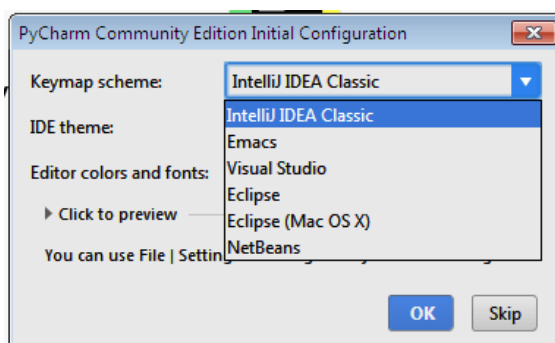 PyCharm Community Edition Initial Configuration
Keymap scheme: IntelliJ IDEA Classic
IntelliJ IDEA Classic
IDE theme:
Emacs
Visual Studio
Editor colors and fonts:
Eclipse
Click to preview
Eclipse (Mac OS X)
NetBeans
You can use File | Settin
OK Skip